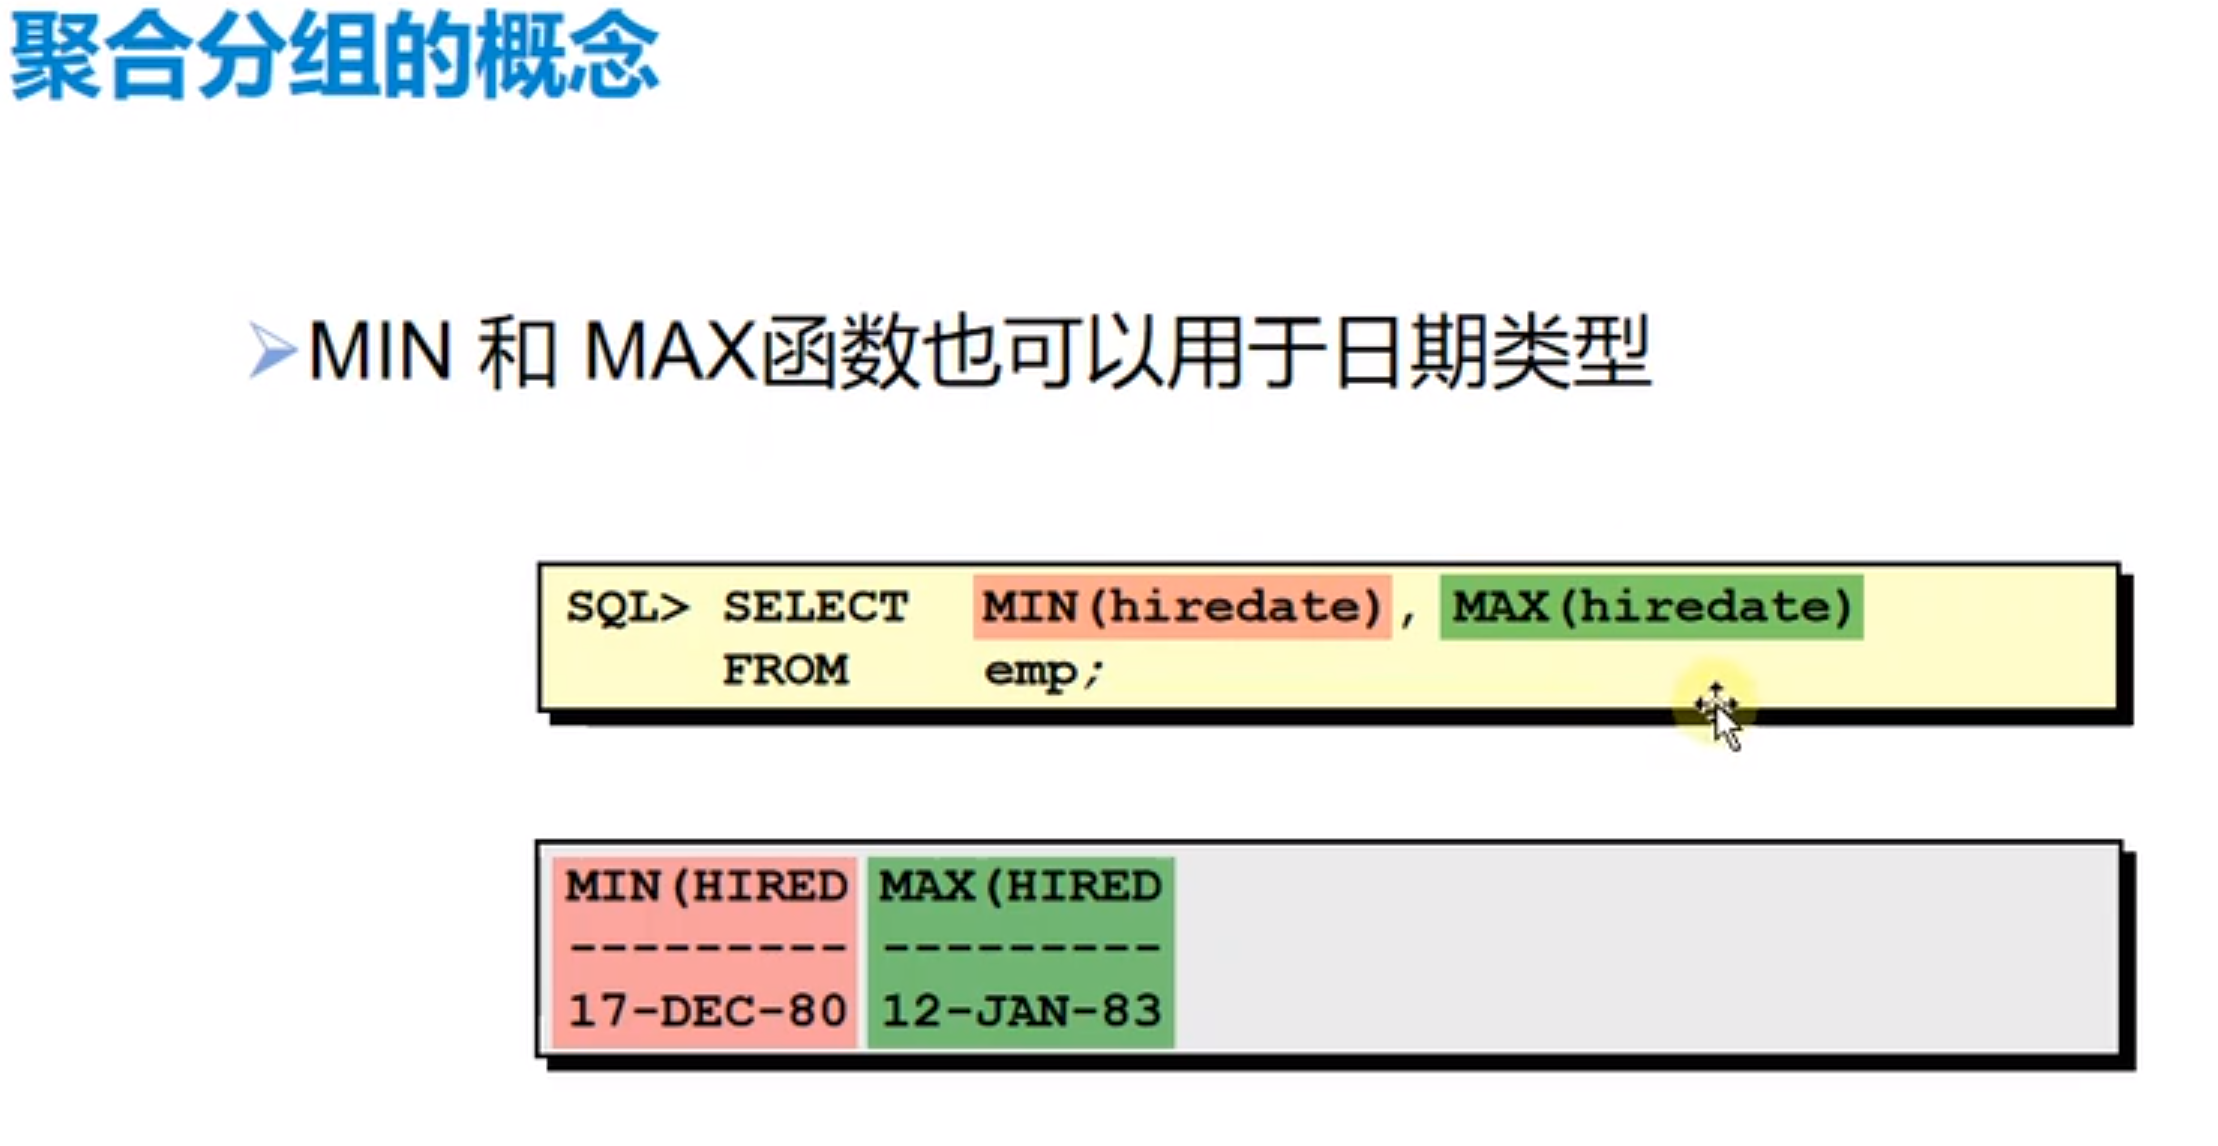 聚合分组的概念
MIN 和 MAX函数也可以用于日期类型
SQL> SELECT MIN(hiredate), MAX(hiredate)
FROM emp;
MIN(HIRED MAX(HIRED
--------- ---------
17-DEC-80 12-JAN-83